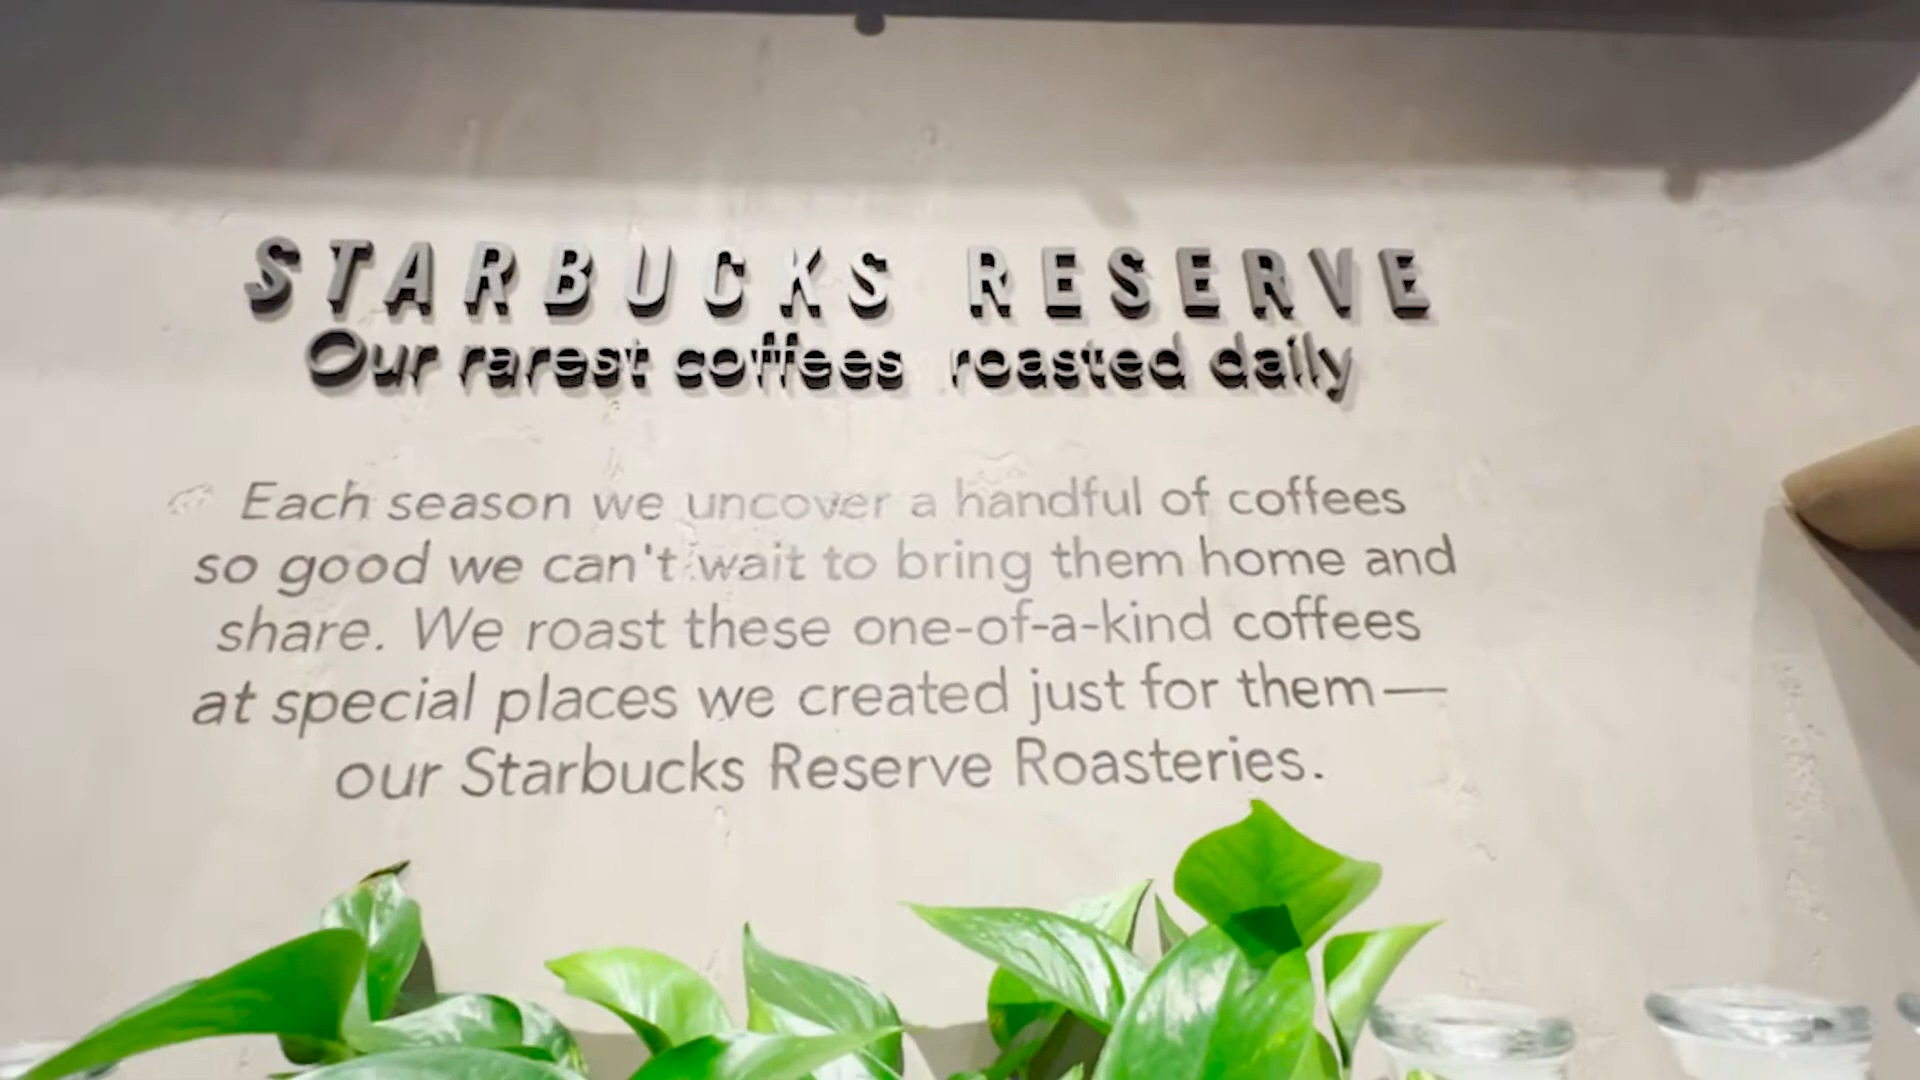 STARBUCKS RESERVE
Our rarest coffees roasted daily
Each season we uncover a handful of coffees
so good we can't wait to bring them home and
share. We roast these one-of-a-kind coffees
at special places we created just for them—
our Starbucks Reserve Roasteries.